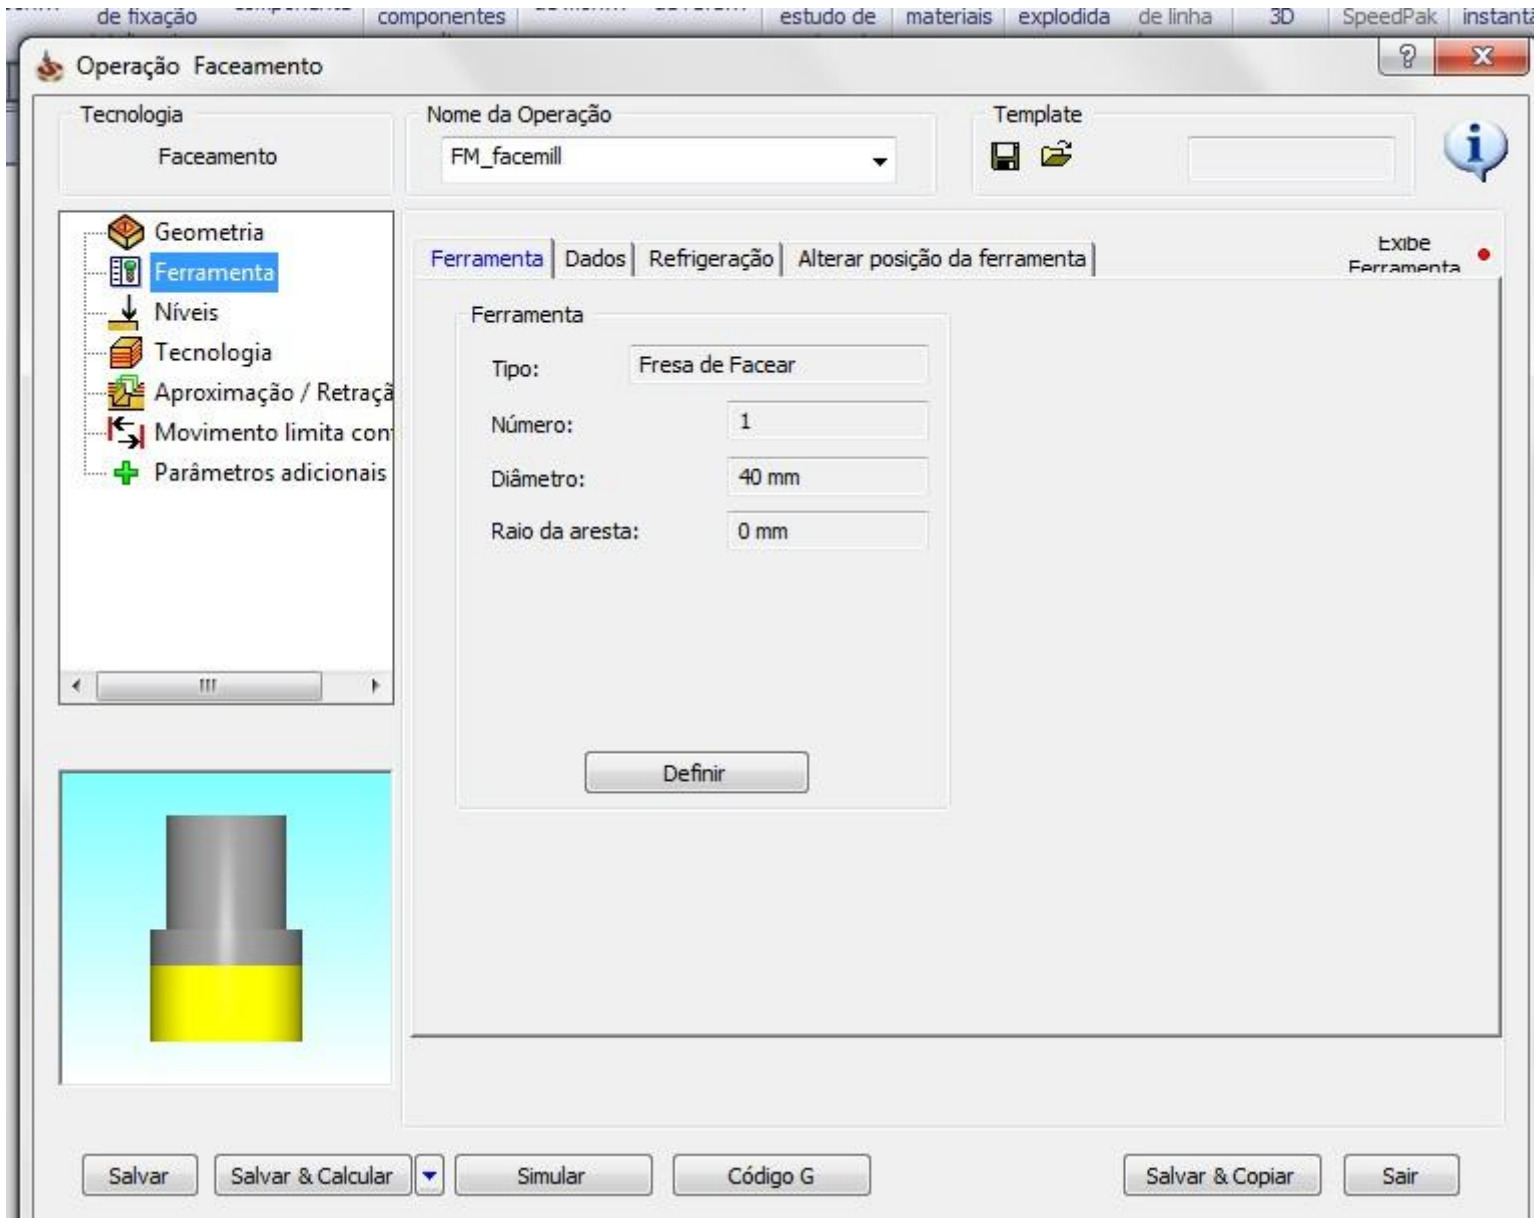 de fixação
componentes
estudo de
materiais
explodida
de linha
3D
SpeedPak
Operação Faceamento
Tecnologia
Nome da Operação
Template
Faceamento
FM_facemill
Geometria
Ferramenta
Níveis
Tecnologia
Aproximação / Retraçã
Movimento limita con
Parâmetros adicionais
Ferramenta
Dados
Refrigeração
Alterar posição da ferramenta
Exibe
Ferramenta
Ferramenta
Tipo: Fresa de Facear
Número: 1
Diâmetro: 40 mm
Raio da aresta: 0 mm
Definir
Salvar
Salvar & Calcular
Simular
Código G
Salvar & Copiar
Sair